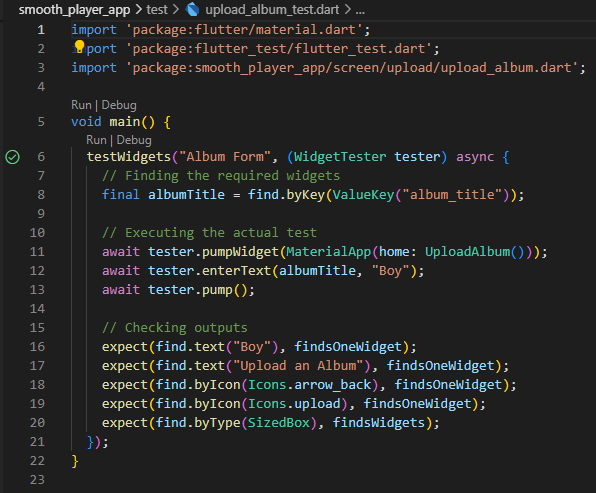 smooth_player_app > test > upload_album_test.dart > ...
1 import 'package:flutter/material.dart';
2 import 'package:flutter_test/flutter_test.dart';
3 import 'package:smooth_player_app/screen/upload/upload_album.dart';
4
Run | Debug
5 void main() {
Run | Debug
6 testWidgets("Album Form", (WidgetTester tester) async {
7 // Finding the required widgets
8 final albumTitle = find.byKey(ValueKey("album_title"));
9
10 // Executing the actual test
11 await tester.pumpWidget(MaterialApp(home: UploadAlbum()));
12 await tester.enterText(albumTitle, "Boy");
13 await tester.pump();
14
15 // Checking outputs
16 expect(find.text("Boy"), findsOneWidget);
17 expect(find.text("Upload an Album"), findsOneWidget);
18 expect(find.byIcon(Icons.arrow_back), findsOneWidget);
19 expect(find.byIcon(Icons.upload), findsOneWidget);
20 expect(find.byType(SizedBox), findsWidgets);
21 });
22 }
23